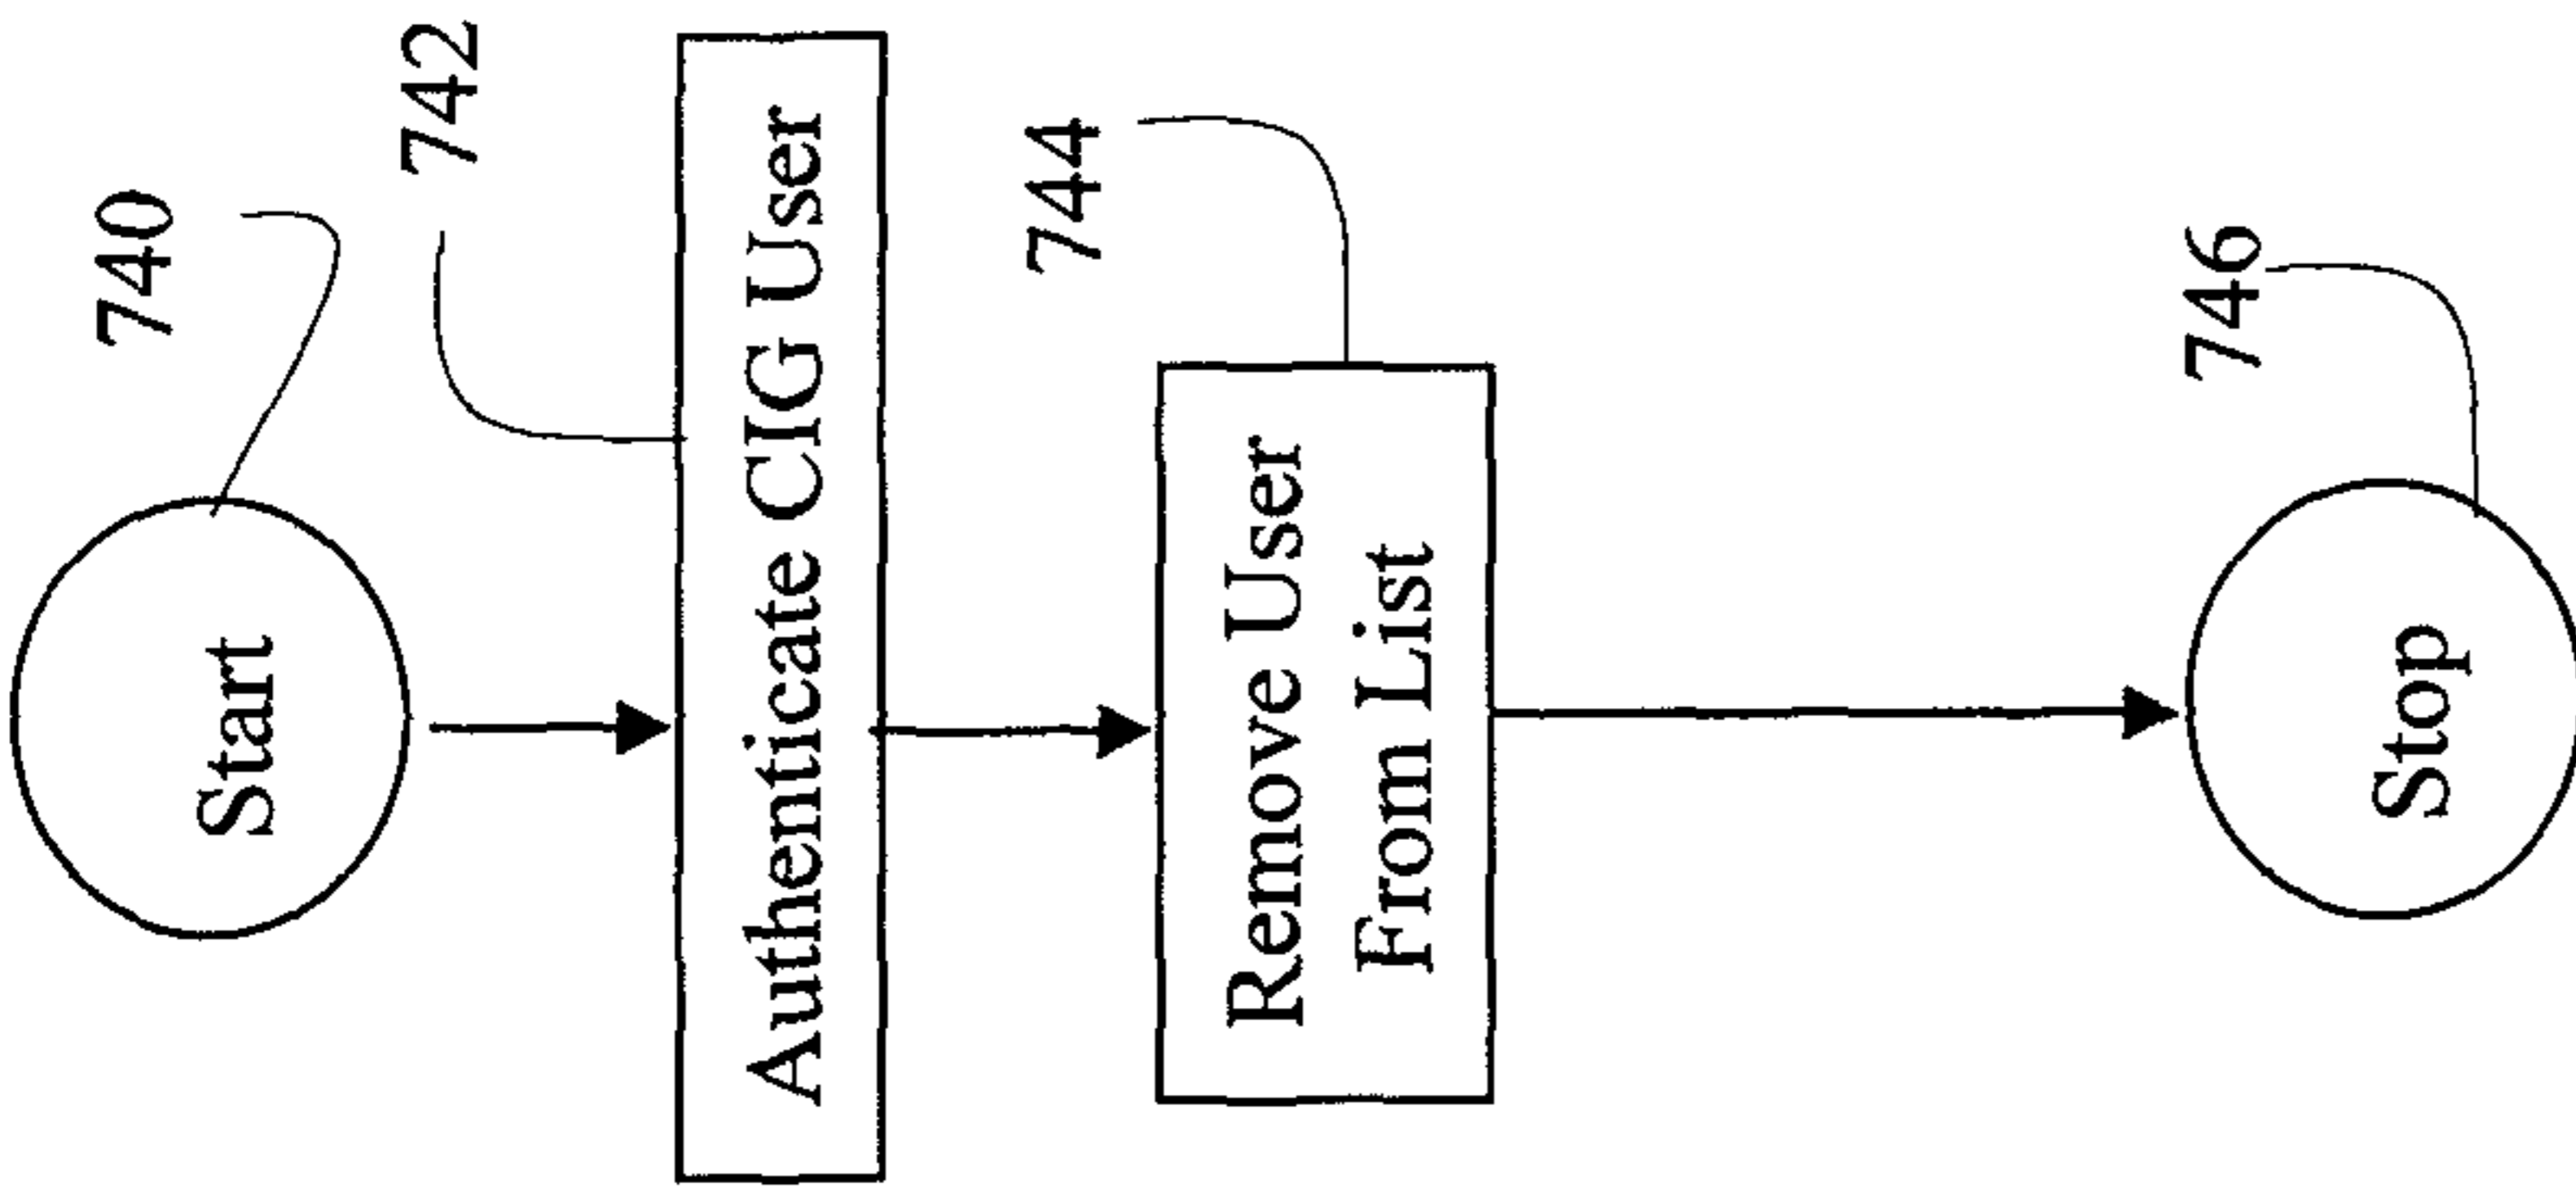 740
Start
742
Authenticate CIG User
744
Remove User
From List
746
Stop